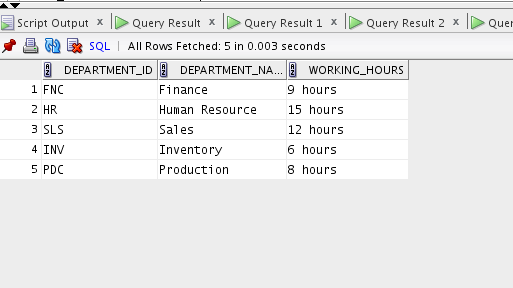 Script Output x Query Result x Query Result 1 x Query Result 2 x Que
SQL | All Rows Fetched: 5 in 0.003 seconds
DEPARTMENT_ID DEPARTMENT_NA... WORKING_HOURS
1 FNC Finance 9 hours
2 HR Human Resource 15 hours
3 SLS Sales 12 hours
4 INV Inventory 6 hours
5 PDC Production 8 hours